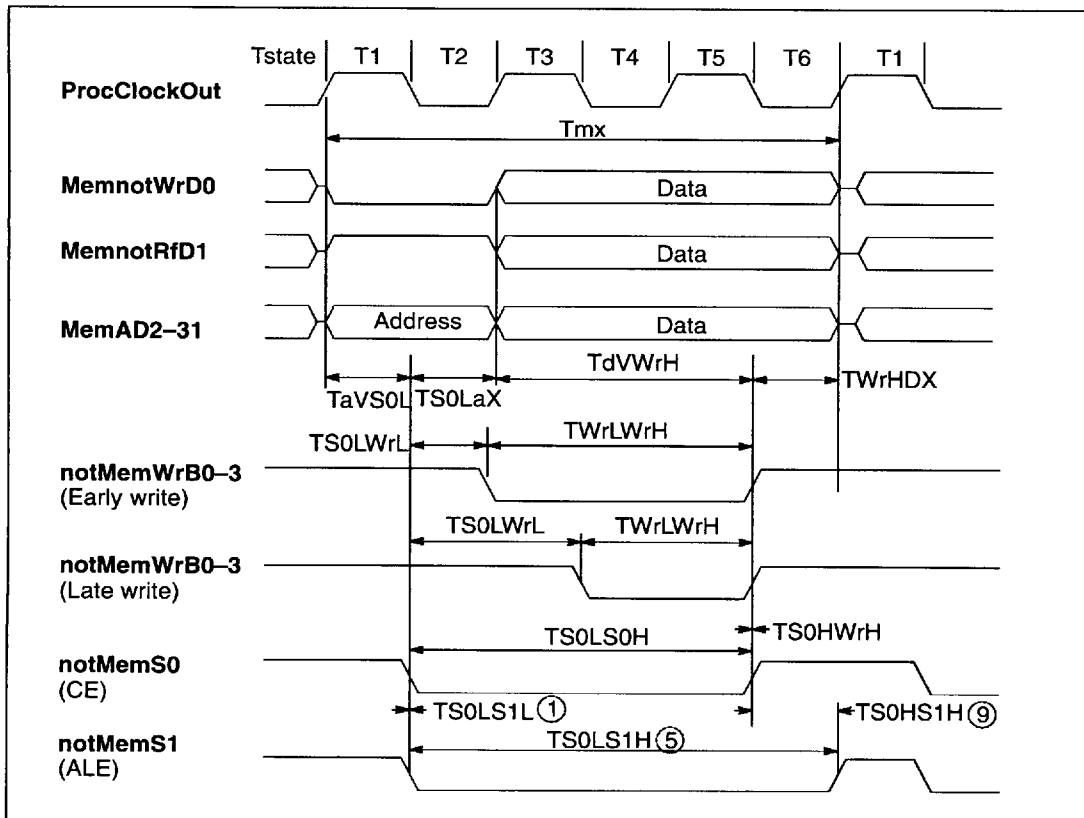 Tstate T1 T2 T3 T4 T5 T6 T1
ProcClockOut
Tmx
MemnotWrD0 Data
MemnotRfD1 Data
MemAD2–31 Address Data
TaVS0L TS0LaX TdVWrH TWrHDX
TS0LWrL TWrLWrH
notMemWrB0–3
(Early write)
TS0LWrL TWrLWrH
notMemWrB0–3
(Late write)
TS0HWrH
TS0LS0H
notMemS0
(CE)
TS0LS1L ① TS0HS1H ⑨
TS0LS1H ⑤
notMemS1
(ALE)